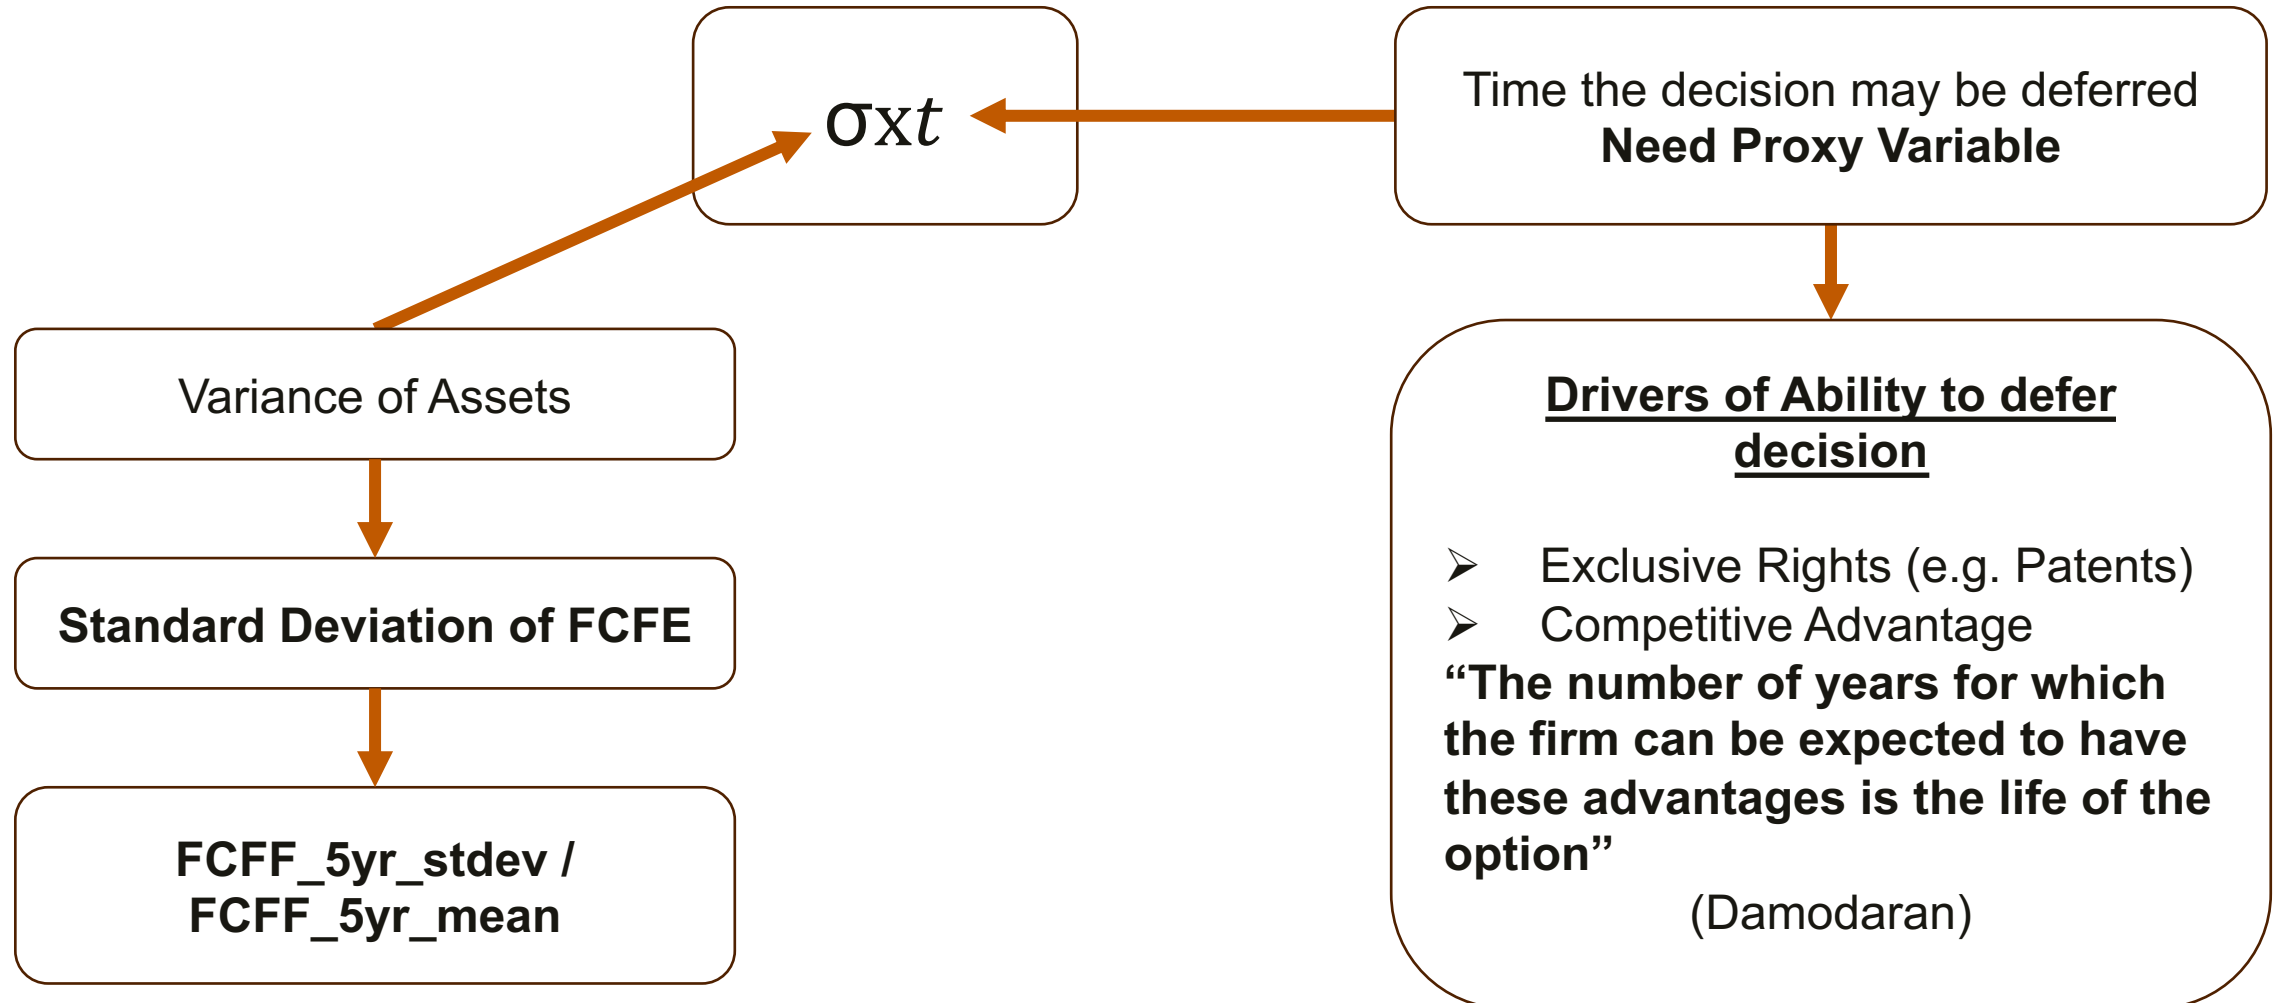 σxt
Time the decision may be deferred
Need Proxy Variable
Variance of Assets
Standard Deviation of FCFE
FCFF_5yr_stdev /
FCFF_5yr_mean
Drivers of Ability to defer
decision
➢ Exclusive Rights (e.g. Patents)
➢ Competitive Advantage
“The number of years for which
the firm can be expected to have
these advantages is the life of the
option”
(Damodaran)